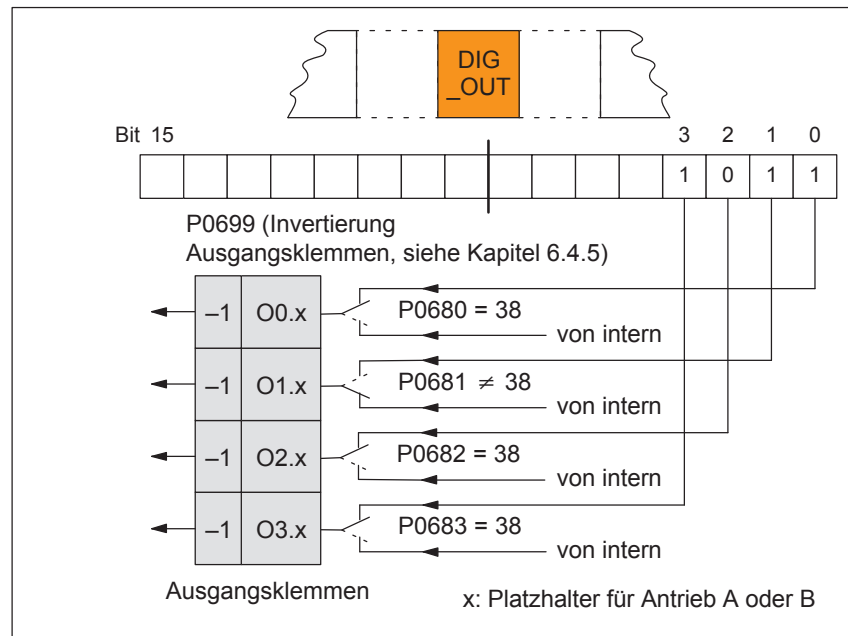 DIG
_OUT
Bit 15 3 2 1 0
1 0 1 1
P0699 (Invertierung
Ausgangsklemmen, siehe Kapitel 6.4.5)
–1 O0.x P0680 = 38
von intern
–1 O1.x P0681 ≠ 38
von intern
–1 O2.x P0682 = 38
von intern
–1 O3.x P0683 = 38
von intern
Ausgangsklemmen
x: Platzhalter für Antrieb A oder B